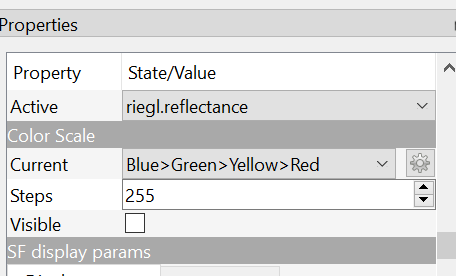 Properties
Property State/Value
Active riegl.reflectance
Color Scale
Current Blue>Green>Yellow>Red
Steps 255
Visible
SF display params